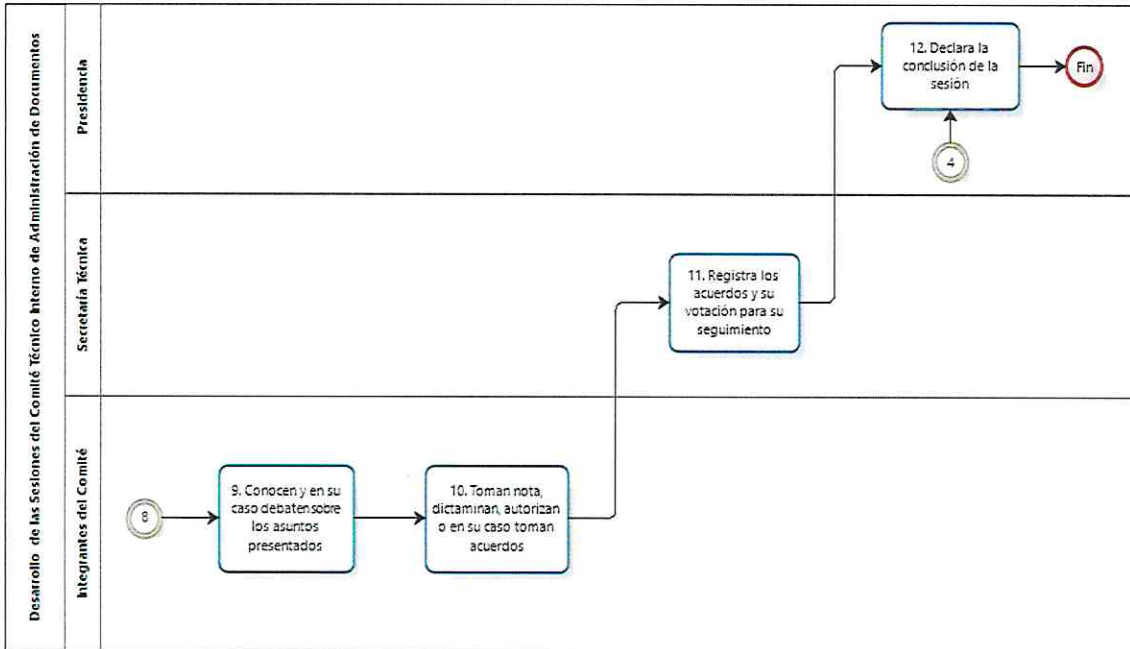 Desarrollo de las Sesiones del Comité Técnico Interno de Administración de Documentos
Presidencia
12. Declara la
conclusión de la
sesión
Fin
4
Secretaría Técnica
11. Registra los
acuerdos y su
votación para su
seguimiento
Integrantes del Comité
8
9. Conocen y en su
caso debaten sobre
los asuntos
presentados
10. Toman nota,
dictaminan, autorizan
o en su caso toman
acuerdos